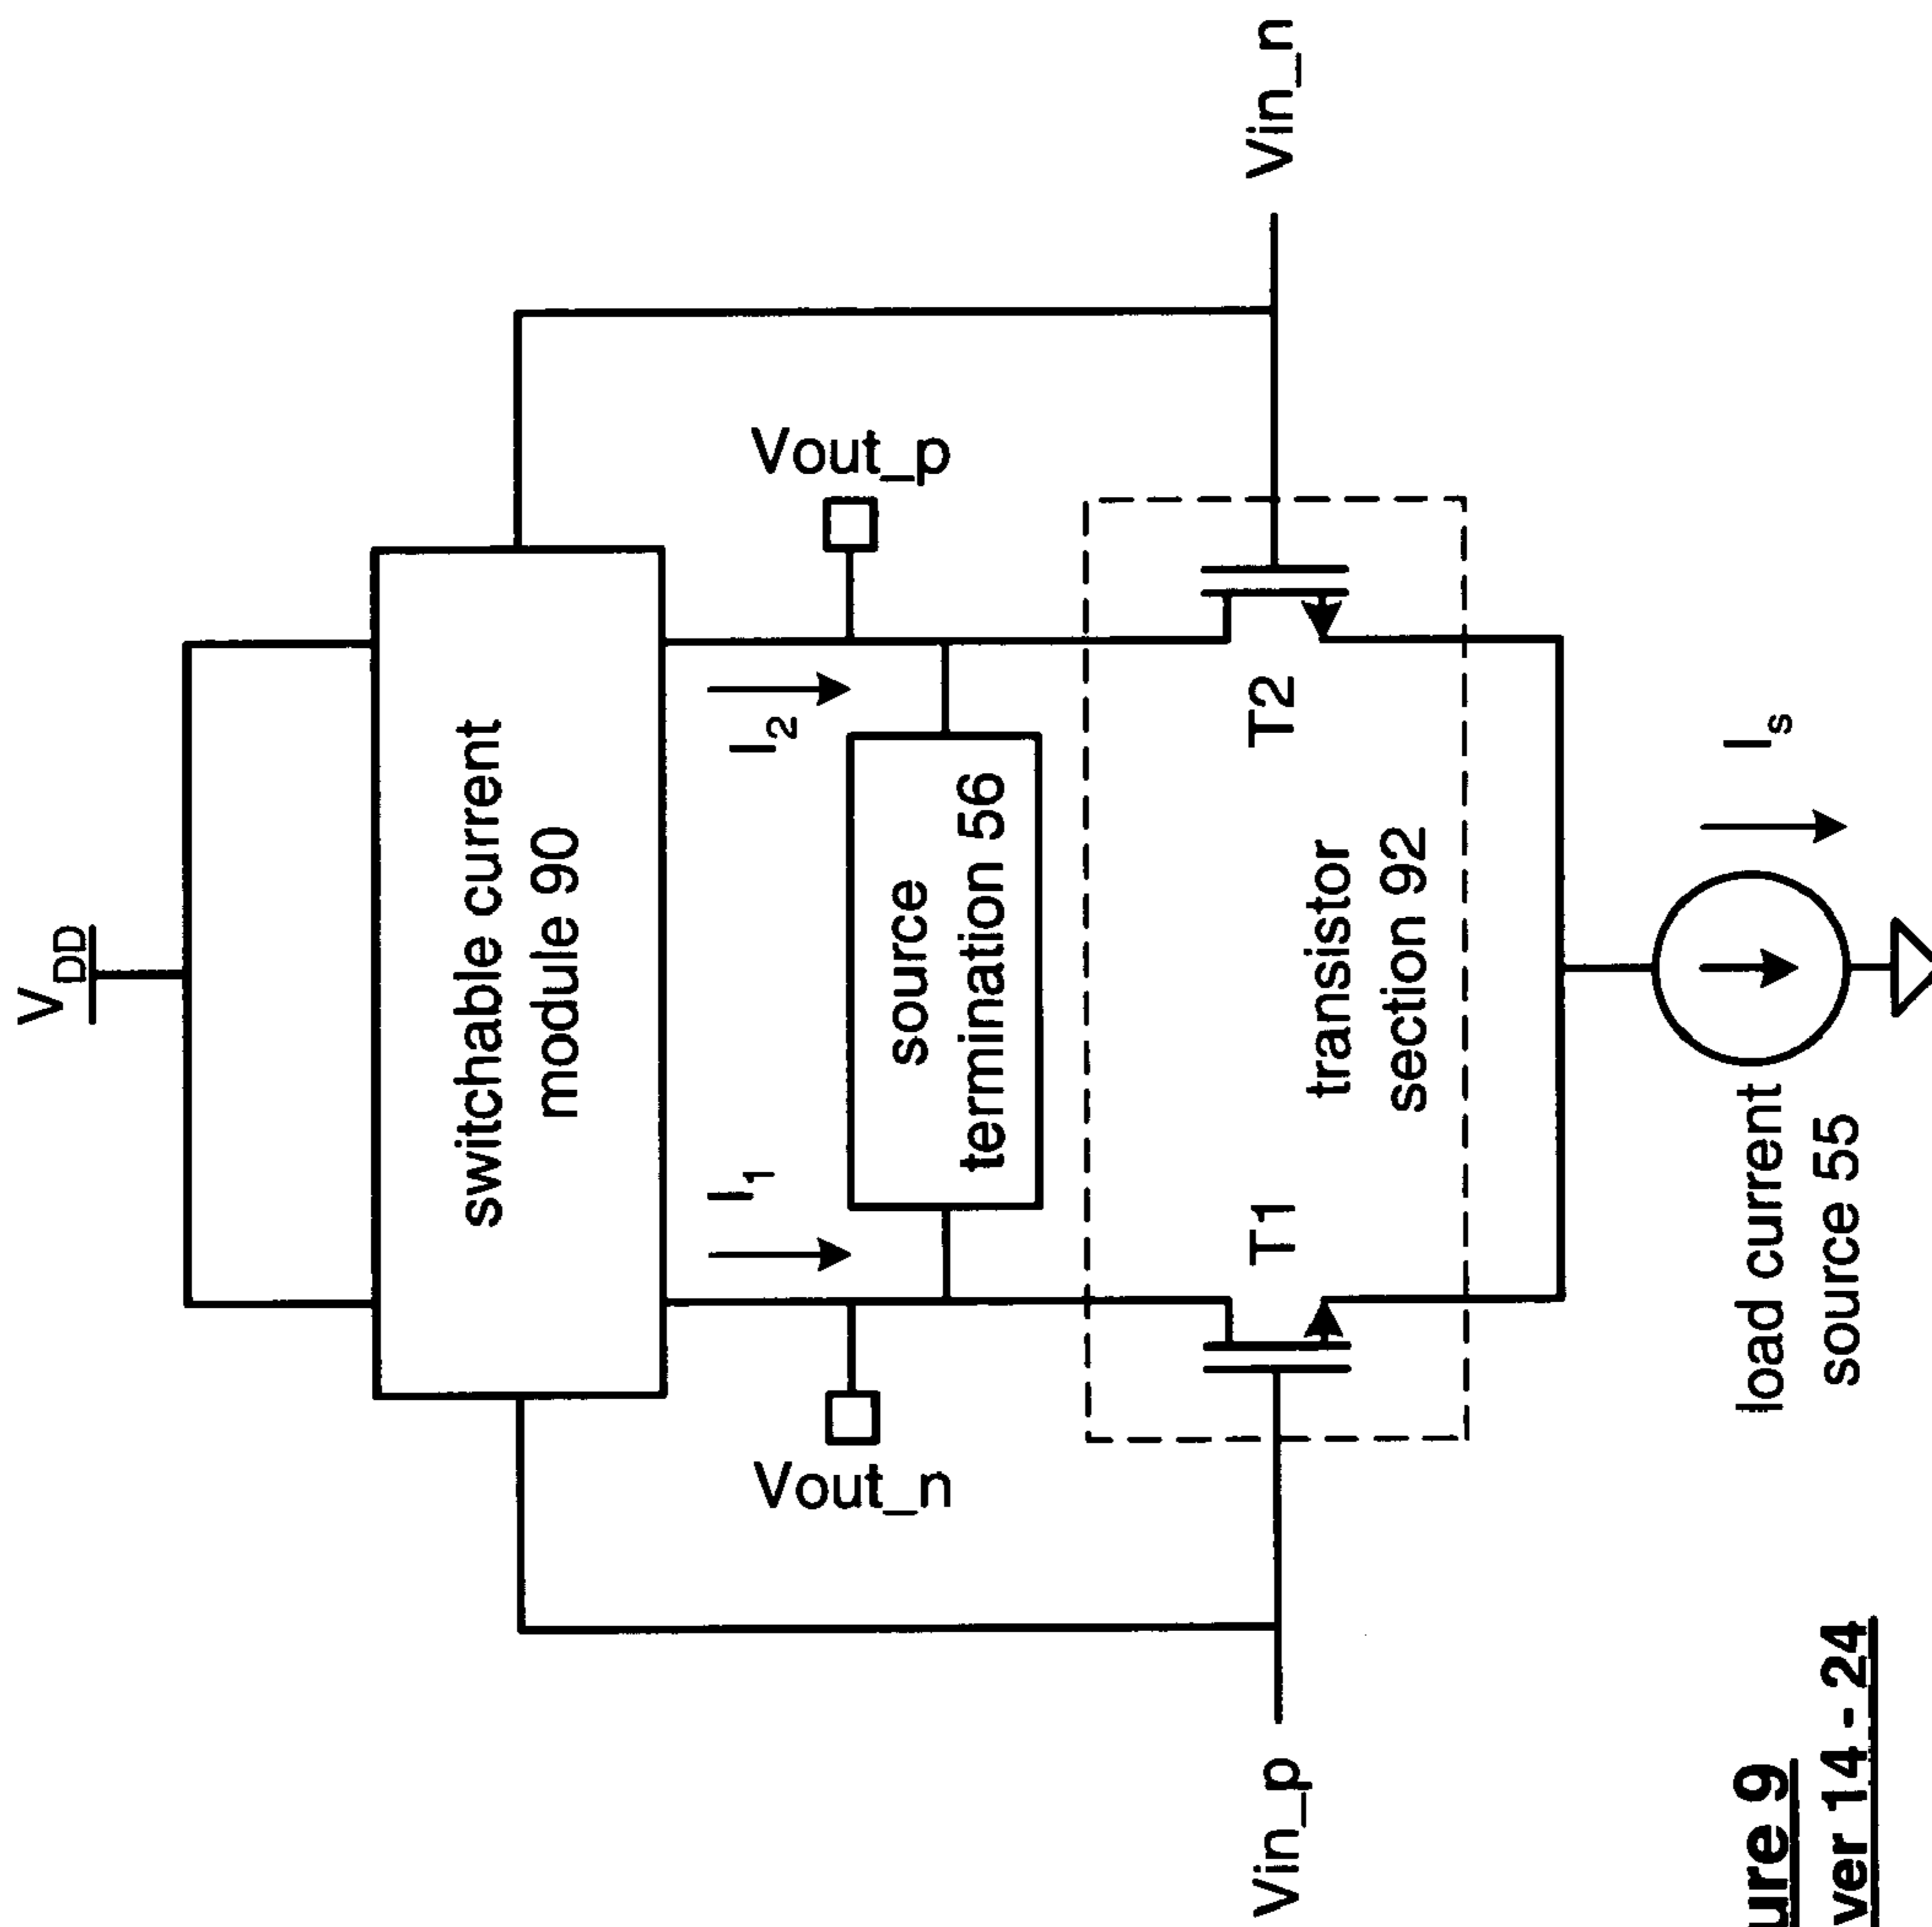 V_DD
switchable current
module 90
I_1
I_2
Vout_n
Vout_p
source
termination 56
T1
T2
Vin_p
Vin_n
transistor
section 92
load current
source 55
I_s
ure 9
ver 14 - 24